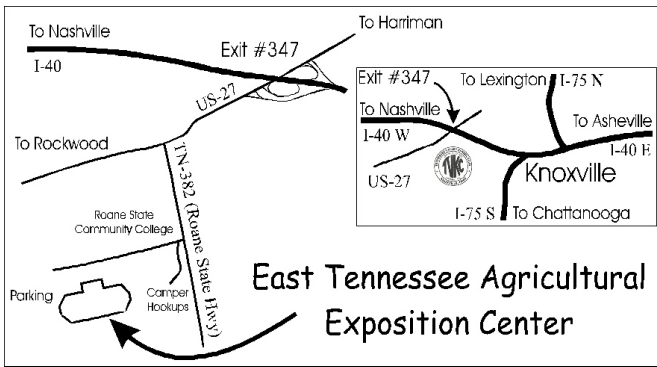 To Harriman
To Nashville
Exit #347
I-40
US-27
To Rockwood
TN-382 (Roane State Hwy)
Roane State
Community College
Parking
Camper
Hookups
Exit #347
To Lexington
I-75 N
To Nashville
To Asheville
I-40 W
I-40 E
US-27
TVKC
Knoxville
I-75 S
To Chattanooga
East Tennessee Agricultural
Exposition Center